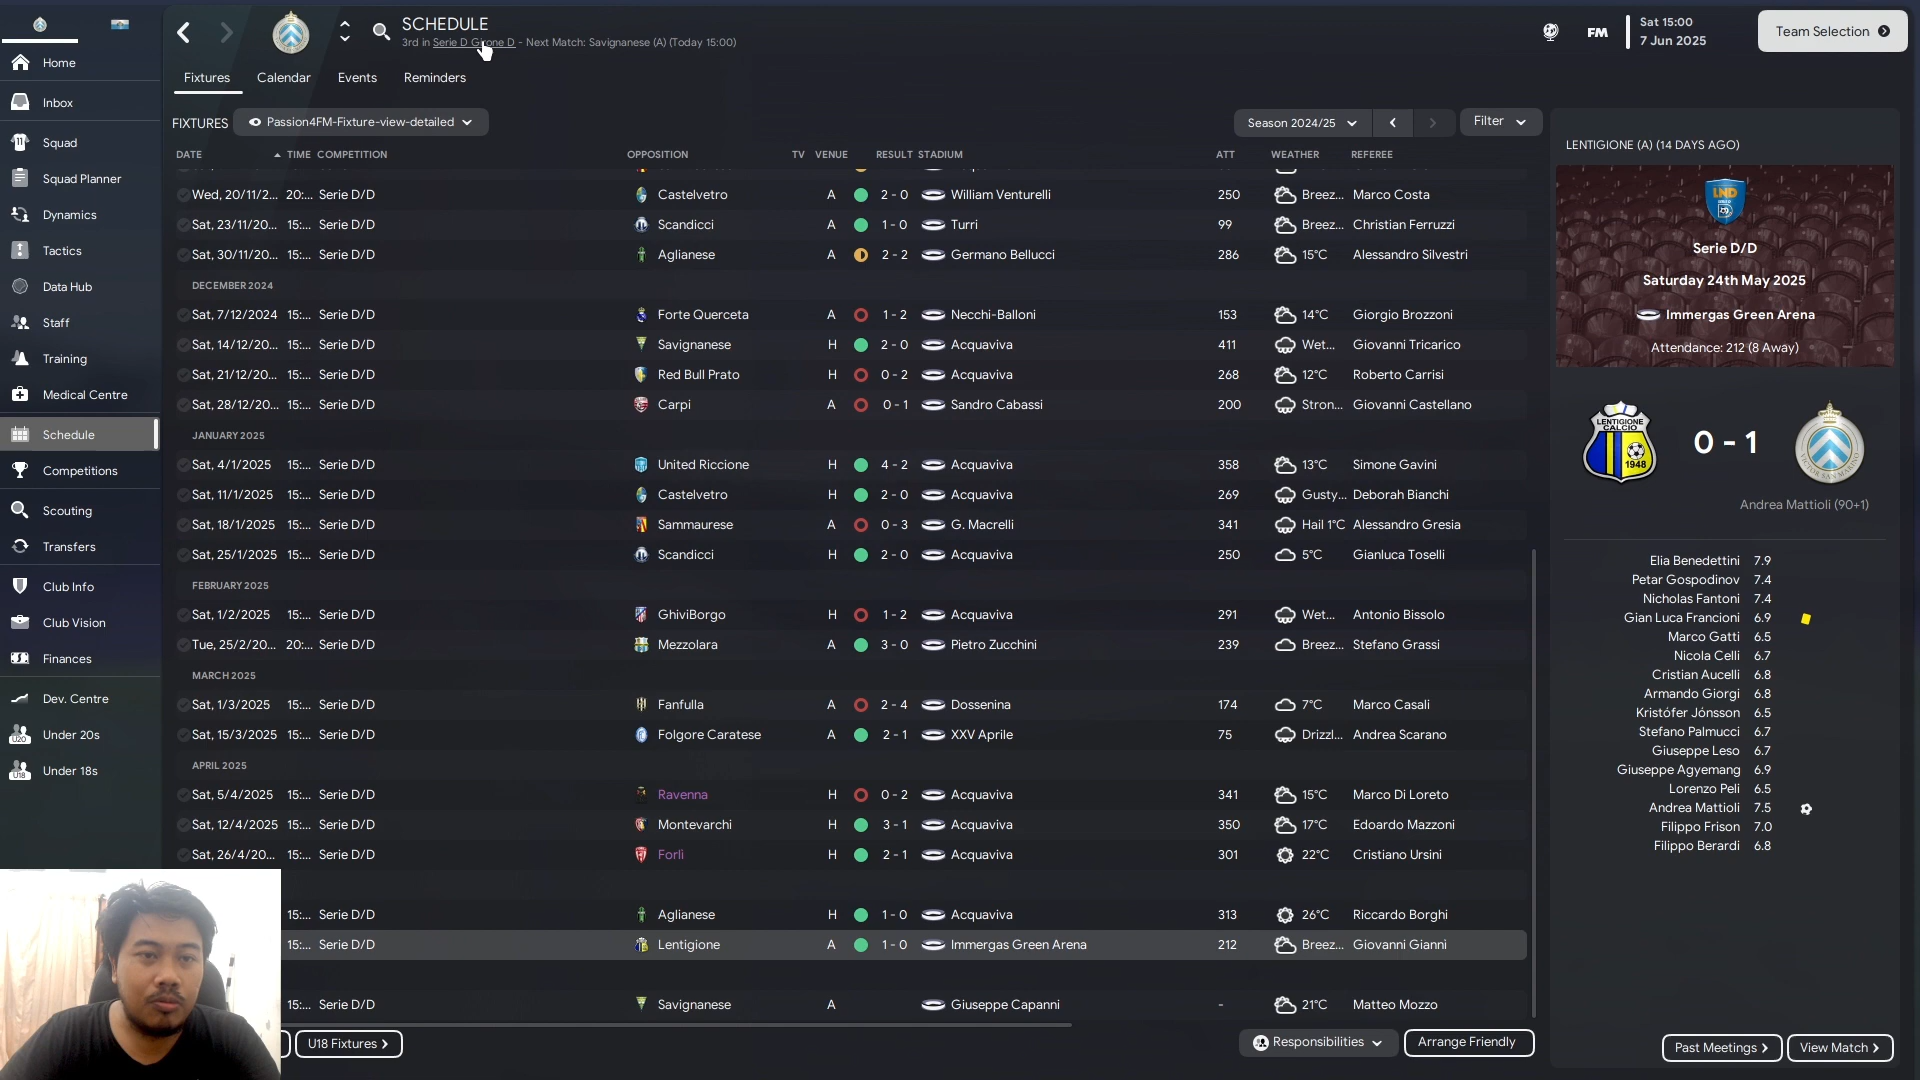 SCHEDULE
3rd in Serie D Girone D - Next Match: Savignanese (A) (Today 15:00)
FM
Sat 15:00
7 Jun 2025
Team Selection
Home
Inbox
Squad
Squad Planner
Dynamics
Tactics
Data Hub
Staff
Training
Medical Centre
Schedule
Competitions
Scouting
Transfers
Club Info
Club Vision
Finances
Dev. Centre
Under 20s
Under 18s
Fixtures Calendar Events Reminders
FIXTURES Passion4FM-Fixture-view-detailed Season 2024/25 Filter
DATE TIME COMPETITION OPPOSITION TV VENUE RESULT STADIUM ATT WEATHER REFEREE
Wed, 20/11/2... 20:... Serie D/D Castelvetro A 2 - 0 William Venturelli 250 Breez... Marco Costa
Sat, 23/11/20... 15:... Serie D/D Scandicci A 1 - 0 Turri 99 Breez... Christian Ferruzzi
Sat, 30/11/20... 15:... Serie D/D Aglianese A 2 - 2 Germano Bellucci 286 15°C Alessandro Silvestri
DECEMBER 2024
Sat, 7/12/2024 15:... Serie D/D Forte Querceta A 1 - 2 Necchi-Balloni 153 14°C Giorgio Brozzoni
Sat, 14/12/20... 15:... Serie D/D Savignanese H 2 - 0 Acquaviva 411 Wet... Giovanni Tricarico
Sat, 21/12/20... 15:... Serie D/D Red Bull Prato H 0 - 2 Acquaviva 268 12°C Roberto Carrisi
Sat, 28/12/20... 15:... Serie D/D Carpi A 0 - 1 Sandro Cabassi 200 Stron... Giovanni Castellano
JANUARY 2025
Sat, 4/1/2025 15:... Serie D/D United Riccione H 4 - 2 Acquaviva 358 13°C Simone Gavini
Sat, 11/1/2025 15:... Serie D/D Castelvetro H 2 - 0 Acquaviva 269 Gusty... Deborah Bianchi
Sat, 18/1/2025 15:... Serie D/D Sammaurese A 0 - 3 G. Macrelli 341 Hail 1°C Alessandro Gresia
Sat, 25/1/2025 15:... Serie D/D Scandicci H 2 - 0 Acquaviva 250 5°C Gianluca Toselli
FEBRUARY 2025
Sat, 1/2/2025 15:... Serie D/D GhiviBorgo H 1 - 2 Acquaviva 291 Wet... Antonio Bissolo
Tue, 25/2/20... 20:... Serie D/D Mezzolara A 3 - 0 Pietro Zucchini 239 Breez... Stefano Grassi
MARCH 2025
Sat, 1/3/2025 15:... Serie D/D Fanfulla A 2 - 4 Dossenina 174 7°C Marco Casali
Sat, 15/3/2025 15:... Serie D/D Folgore Caratese A 2 - 1 XXV Aprile 75 Drizzl... Andrea Scarano
APRIL 2025
Sat, 5/4/2025 15:... Serie D/D Ravenna H 0 - 2 Acquaviva 341 15°C Marco Di Loreto
Sat, 12/4/2025 15:... Serie D/D Montevarchi H 3 - 1 Acquaviva 350 17°C Edoardo Mazzoni
Sat, 26/4/20... 15:... Serie D/D Forlì H 2 - 1 Acquaviva 301 22°C Cristiano Ursini
15:... Serie D/D Aglianese H 1 - 0 Acquaviva 313 26°C Riccardo Borghi
15:... Serie D/D Lentigione A 1 - 0 Immergas Green Arena 212 Breez... Giovanni Gianni
15:... Serie D/D Savignanese A Giuseppe Capanni - 21°C Matteo Mozzo
U18 Fixtures
Responsibilities Arrange Friendly
LENTIGIONE (A) (14 DAYS AGO)
LND
Serie D/D
Saturday 24th May 2025
Immergas Green Arena
Attendance: 212 (8 Away)
LENTIGIONE
CALCIO
1948
0 - 1
Andrea Mattioli (90+1)
Elia Benedettini 7.9
Petar Gospodinov 7.4
Nicholas Fantoni 7.4
Gian Luca Francioni 6.9
Marco Gatti 6.5
Nicola Celli 6.7
Cristian Aucelli 6.8
Armando Giorgi 6.8
Kristófer Jónsson 6.5
Stefano Palmucci 6.7
Giuseppe Leso 6.7
Giuseppe Agyemang 6.9
Lorenzo Peli 6.5
Andrea Mattioli 7.5
Filippo Frison 7.0
Filippo Berardi 6.8
Past Meetings View Match